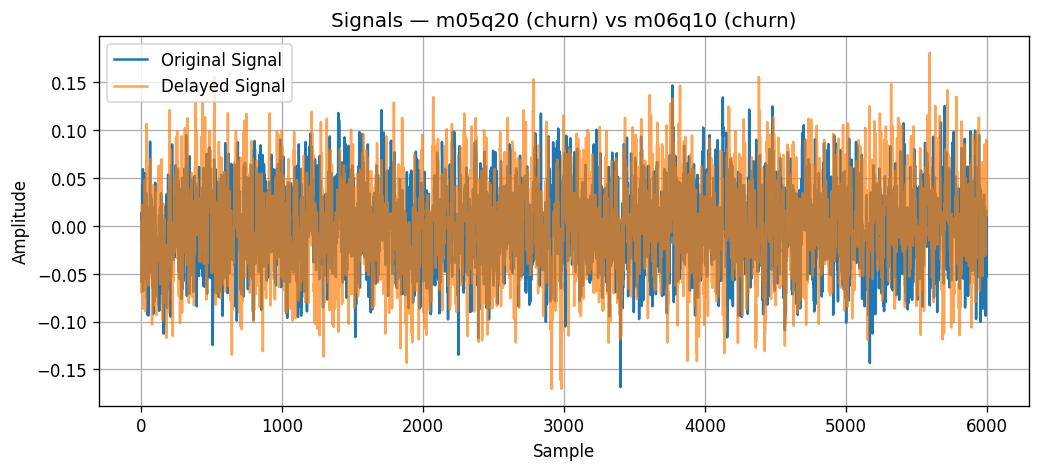 Signals — m05q20 (churn) vs m06q10 (churn)
Original Signal
Delayed Signal
Amplitude
0.15
0.10
0.05
0.00
−0.05
−0.10
−0.15
0 1000 2000 3000 4000 5000 6000
Sample